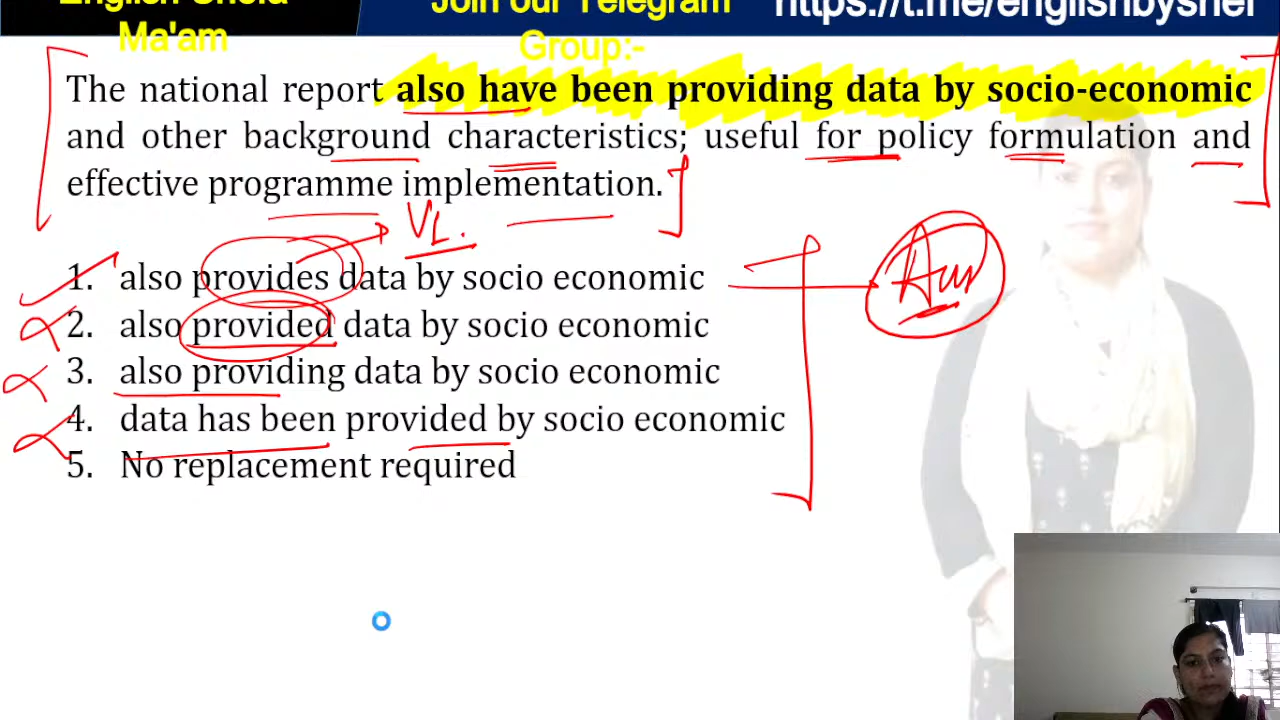 English Shefa
Join our Telegram
https://t.me/englishbyshef
Ma'am
Group:-
The national report also have been providing data by socio-economic
and other background characteristics; useful for policy formulation and
effective programme implementation.
V1.
1. also provides data by socio economic
Ans
2. also provided data by socio economic
3. also providing data by socio economic
4. data has been provided by socio economic
5. No replacement required